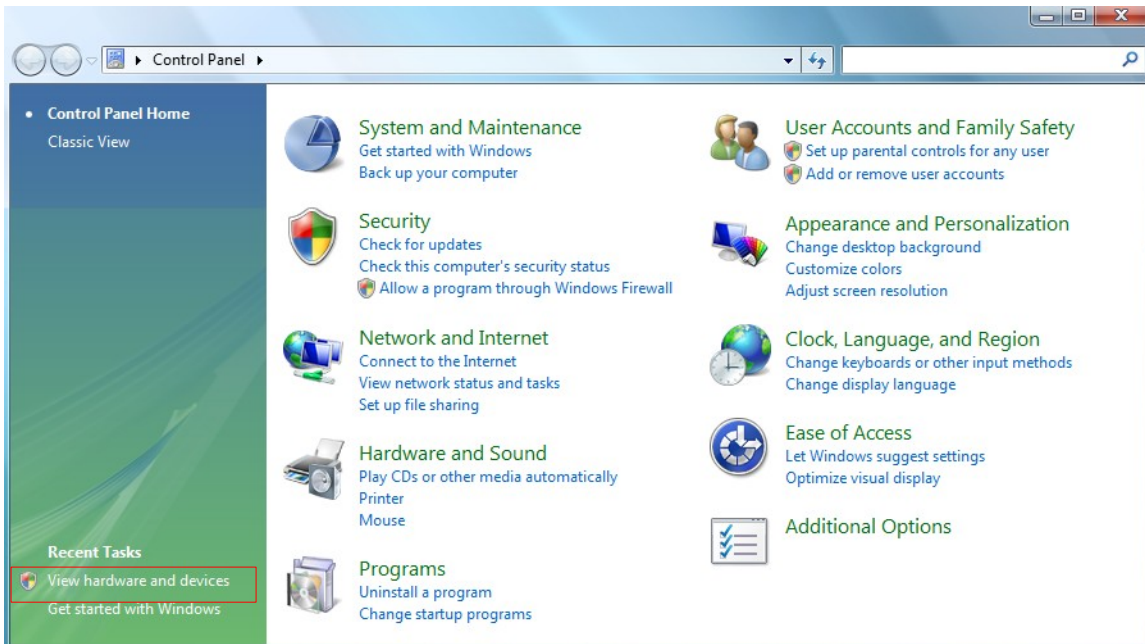 Control Panel
Control Panel Home
Classic View
Recent Tasks
View hardware and devices
Get started with Windows
System and Maintenance
Get started with Windows
Back up your computer
Security
Check for updates
Check this computer's security status
Allow a program through Windows Firewall
Network and Internet
Connect to the Internet
View network status and tasks
Set up file sharing
Hardware and Sound
Play CDs or other media automatically
Printer
Mouse
Programs
Uninstall a program
Change startup programs
User Accounts and Family Safety
Set up parental controls for any user
Add or remove user accounts
Appearance and Personalization
Change desktop background
Customize colors
Adjust screen resolution
Clock, Language, and Region
Change keyboards or other input methods
Change display language
Ease of Access
Let Windows suggest settings
Optimize visual display
Additional Options